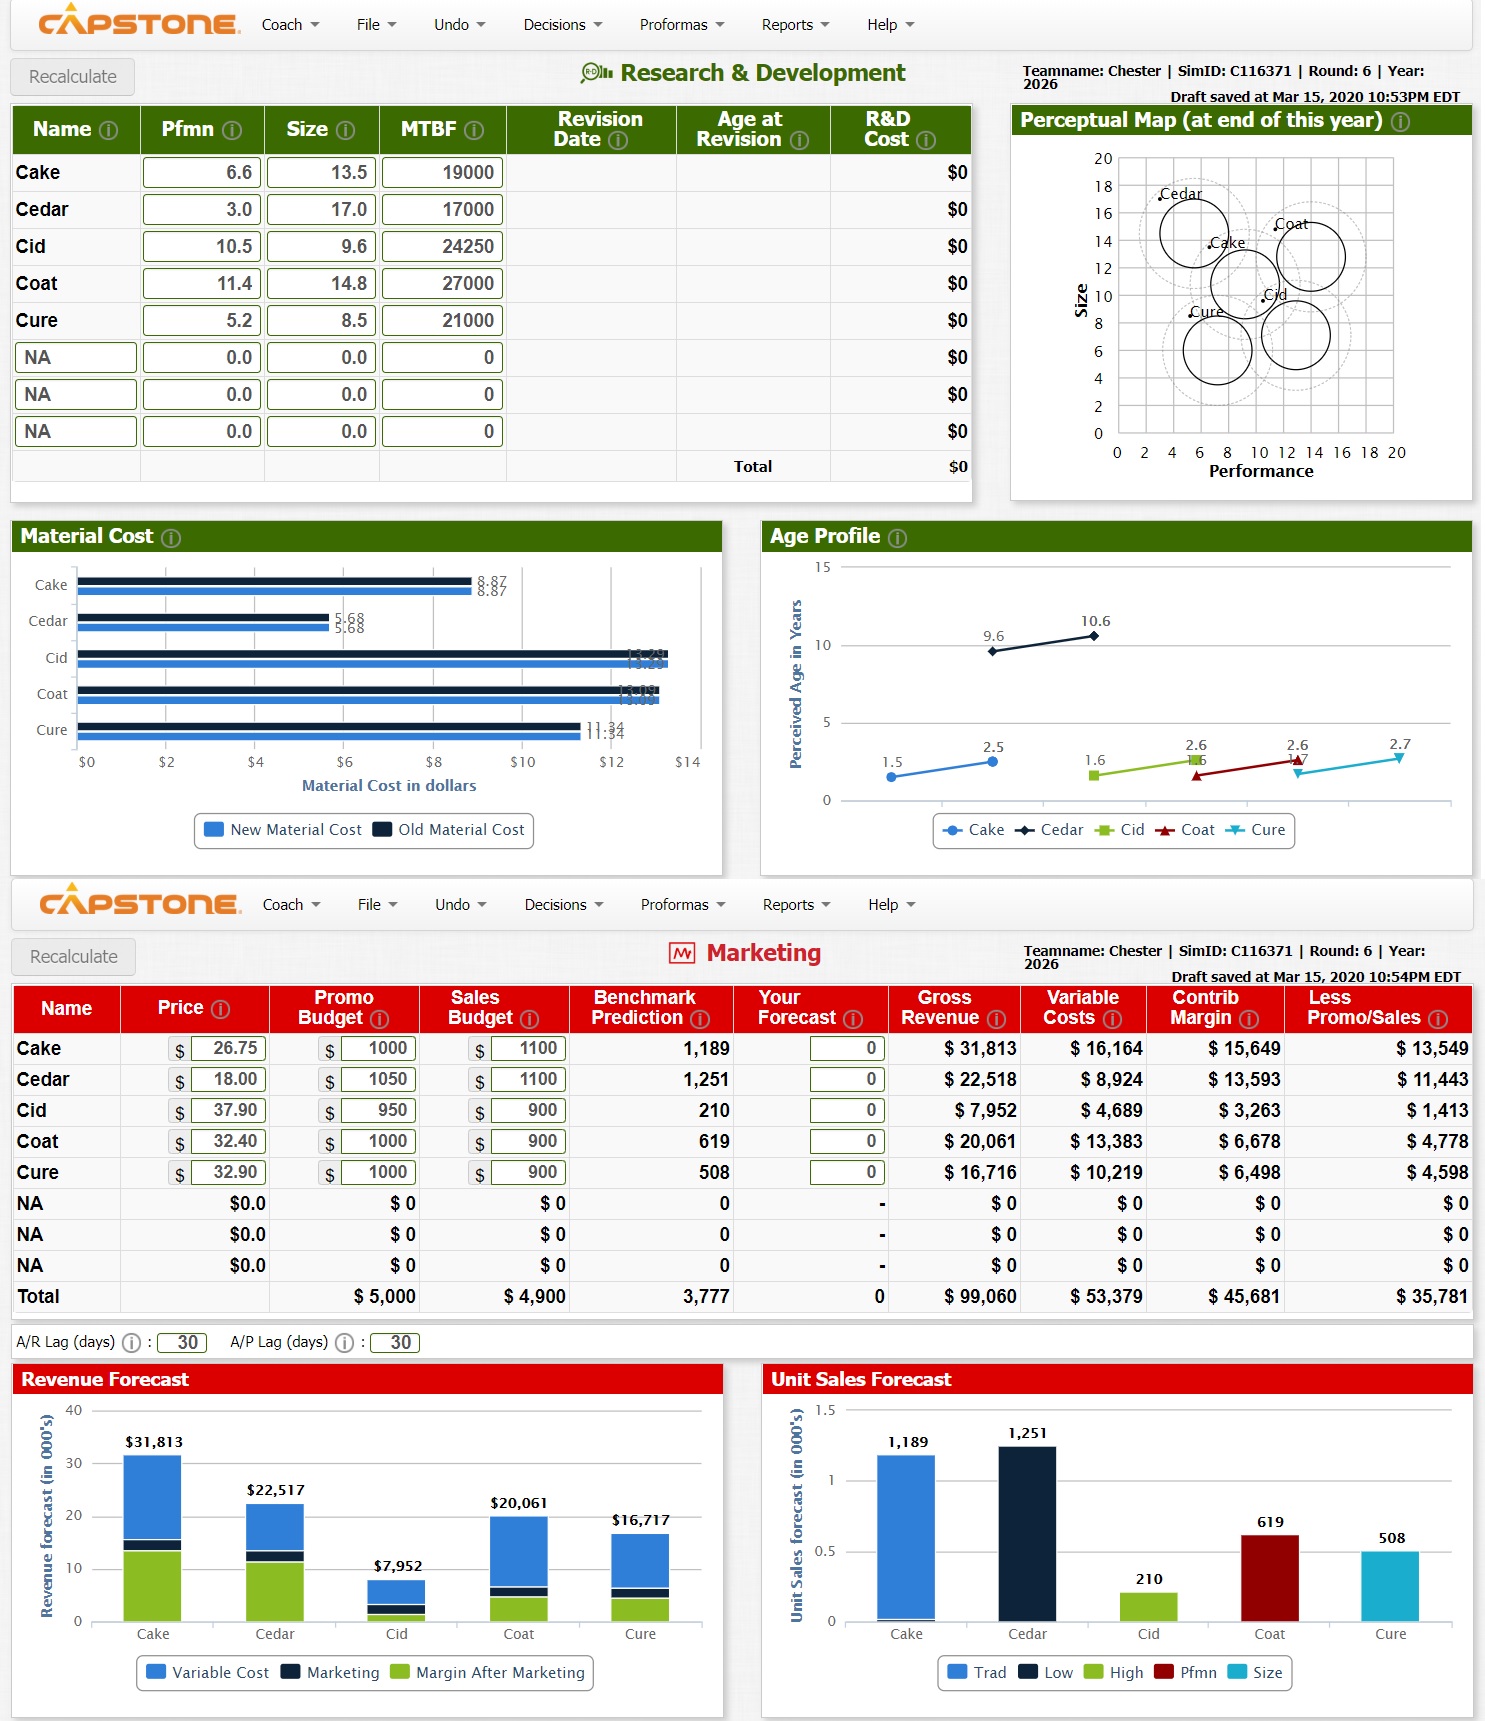 CAPSTONE Coach File Undo Decisions Proformas Reports Help
Recalculate
Research & Development
Teamname: Chester | SimID: C116371 | Round: 6 | Year:
2026
Draft saved at Mar 15, 2020 10:53PM EDT
Name Pfmn Size MTBF Revision Date Age at Revision R&D Cost
Cake 6.6 13.5 19000 $0
Cedar 3.0 17.0 17000 $0
Cid 10.5 9.6 24250 $0
Coat 11.4 14.8 27000 $0
Cure 5.2 8.5 21000 $0
NA 0.0 0.0 0 $0
NA 0.0 0.0 0 $0
NA 0.0 0.0 0 $0
Total $0
Perceptual Map (at end of this year)
20
18
16
14
12
10
8
6
4
2
0
Size
Cedar
Coat
Cake
Cid
Cure
0 2 4 6 8 10 12 14 16 18 20
Performance
Material Cost
Cake 8.87
8.87
Cedar 5.68
5.68
Cid 13.29
13.29
Coat 13.09
13.09
Cure 11.34
11.34
$0 $2 $4 $6 $8 $10 $12 $14
Material Cost in dollars
New Material Cost Old Material Cost
Age Profile
Perceived Age in Years
15
10
5
0
9.6 10.6
1.5 2.5 1.6 2.6 1.6 2.6 1.7 2.7
Cake Cedar Cid Coat Cure
CAPSTONE Coach File Undo Decisions Proformas Reports Help
Recalculate
Marketing
Teamname: Chester | SimID: C116371 | Round: 6 | Year:
2026
Draft saved at Mar 15, 2020 10:54PM EDT
Name Price Promo Budget Sales Budget Benchmark Prediction Your Forecast Gross Revenue Variable Costs Contrib Margin Less Promo/Sales
Cake $ 26.75 $ 1000 $ 1100 1,189 0 $ 31,813 $ 16,164 $ 15,649 $ 13,549
Cedar $ 18.00 $ 1050 $ 1100 1,251 0 $ 22,518 $ 8,924 $ 13,593 $ 11,443
Cid $ 37.90 $ 950 $ 900 210 0 $ 7,952 $ 4,689 $ 3,263 $ 1,413
Coat $ 32.40 $ 1000 $ 900 619 0 $ 20,061 $ 13,383 $ 6,678 $ 4,778
Cure $ 32.90 $ 1000 $ 900 508 0 $ 16,716 $ 10,219 $ 6,498 $ 4,598
NA $0.0 $ 0 $ 0 0 - $ 0 $ 0 $ 0 $ 0
NA $0.0 $ 0 $ 0 0 - $ 0 $ 0 $ 0 $ 0
NA $0.0 $ 0 $ 0 0 - $ 0 $ 0 $ 0 $ 0
Total $ 5,000 $ 4,900 3,777 0 $ 99,060 $ 53,379 $ 45,681 $ 35,781
A/R Lag (days) : 30 A/P Lag (days) : 30
Revenue Forecast
Revenue forecast (in 000's)
40
30
20
10
0
$31,813
$22,517
$7,952
$20,061
$16,717
Cake Cedar Cid Coat Cure
Variable Cost Marketing Margin After Marketing
Unit Sales Forecast
Unit Sales forecast (in 000's)
1.5
1
0.5
0
1,189
1,251
210
619
508
Cake Cedar Cid Coat Cure
Trad Low High Pfmn Size